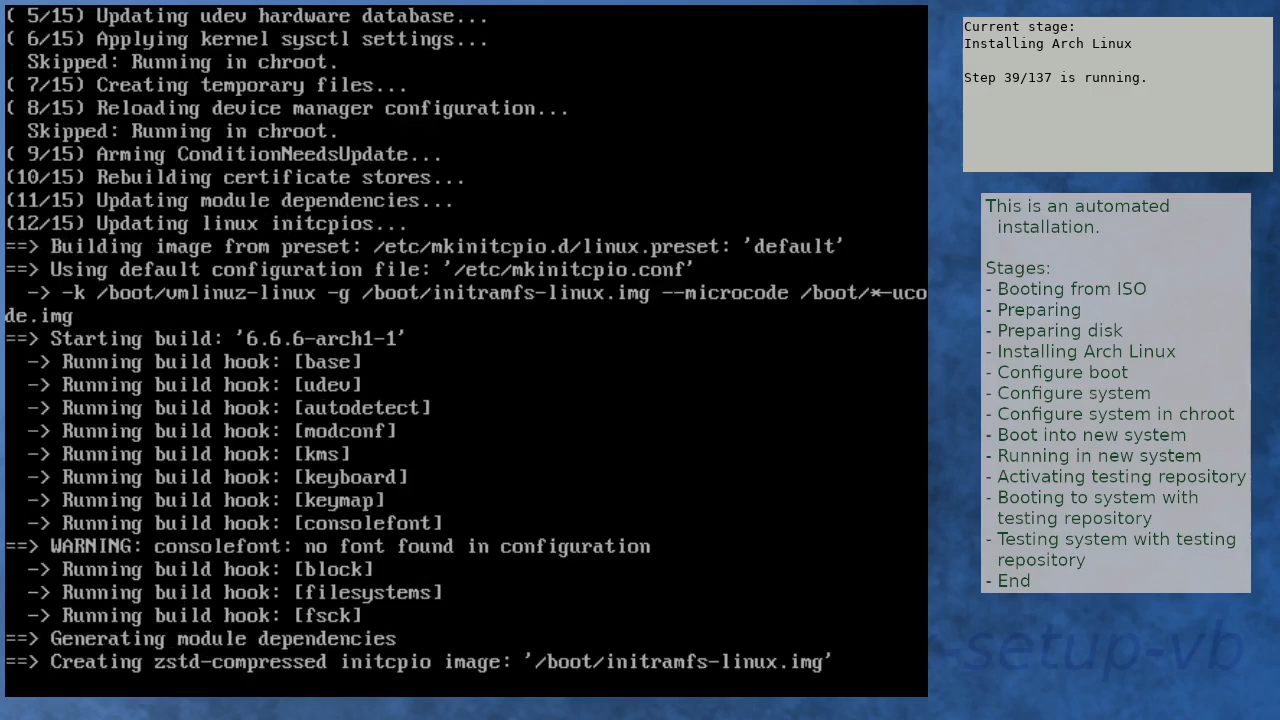 ( 5/15) Updating udev hardware database...
( 6/15) Applying kernel sysctl settings...
  Skipped: Running in chroot.
( 7/15) Creating temporary files...
( 8/15) Reloading device manager configuration...
  Skipped: Running in chroot.
( 9/15) Arming ConditionNeedsUpdate...
(10/15) Rebuilding certificate stores...
(11/15) Updating module dependencies...
(12/15) Updating linux initcpios...
==> Building image from preset: /etc/mkinitcpio.d/linux.preset: 'default'
==> Using default configuration file: '/etc/mkinitcpio.conf'
  -> -k /boot/vmlinuz-linux -g /boot/initramfs-linux.img --microcode /boot/*-uco
de.img
==> Starting build: '6.6.6-arch1-1'
  -> Running build hook: [base]
  -> Running build hook: [udev]
  -> Running build hook: [autodetect]
  -> Running build hook: [modconf]
  -> Running build hook: [kms]
  -> Running build hook: [keyboard]
  -> Running build hook: [keymap]
  -> Running build hook: [consolefont]
==> WARNING: consolefont: no font found in configuration
  -> Running build hook: [block]
  -> Running build hook: [filesystems]
  -> Running build hook: [fsck]
==> Generating module dependencies
==> Creating zstd-compressed initcpio image: '/boot/initramfs-linux.img'
Current stage:
Installing Arch Linux
Step 39/137 is running.
This is an automated
installation.
Stages:
- Booting from ISO
- Preparing
- Preparing disk
- Installing Arch Linux
- Configure boot
- Configure system
- Configure system in chroot
- Boot into new system
- Running in new system
- Activating testing repository
- Booting to system with
testing repository
- Testing system with testing
repository
- End
-setup-vb